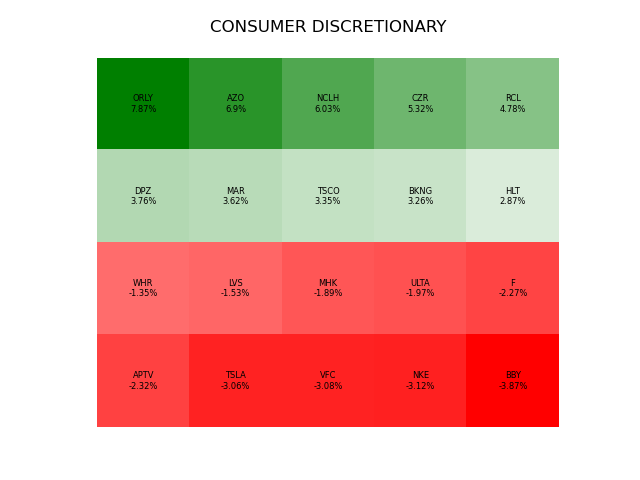 CONSUMER DISCRETIONARY
ORLY AZO NCLH CZR RCL
7.87% 6.9% 6.03% 5.32% 4.78%
DPZ MAR TSCO BKNG HLT
3.76% 3.62% 3.35% 3.26% 2.87%
WHR LVS MHK ULTA F
-1.35% -1.53% -1.89% -1.97% -2.27%
APTV TSLA VFC NKE BBY
-2.32% -3.06% -3.08% -3.12% -3.87%